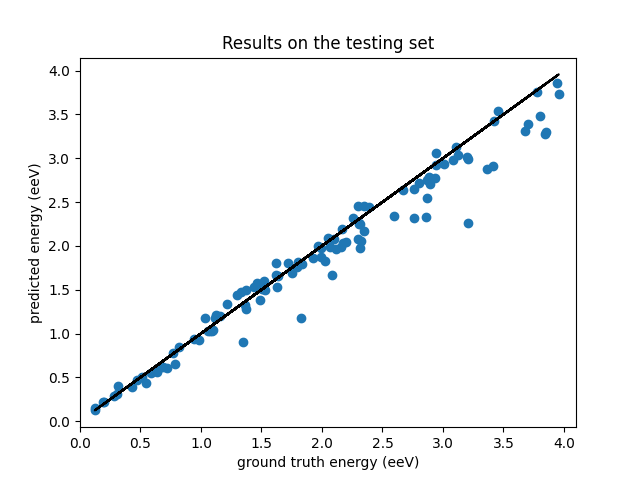 Results on the testing set
4.0
3.5
3.0
2.5
2.0
1.5
1.0
0.5
0.0
predicted energy (eeV)
0.0 0.5 1.0 1.5 2.0 2.5 3.0 3.5 4.0
ground truth energy (eeV)